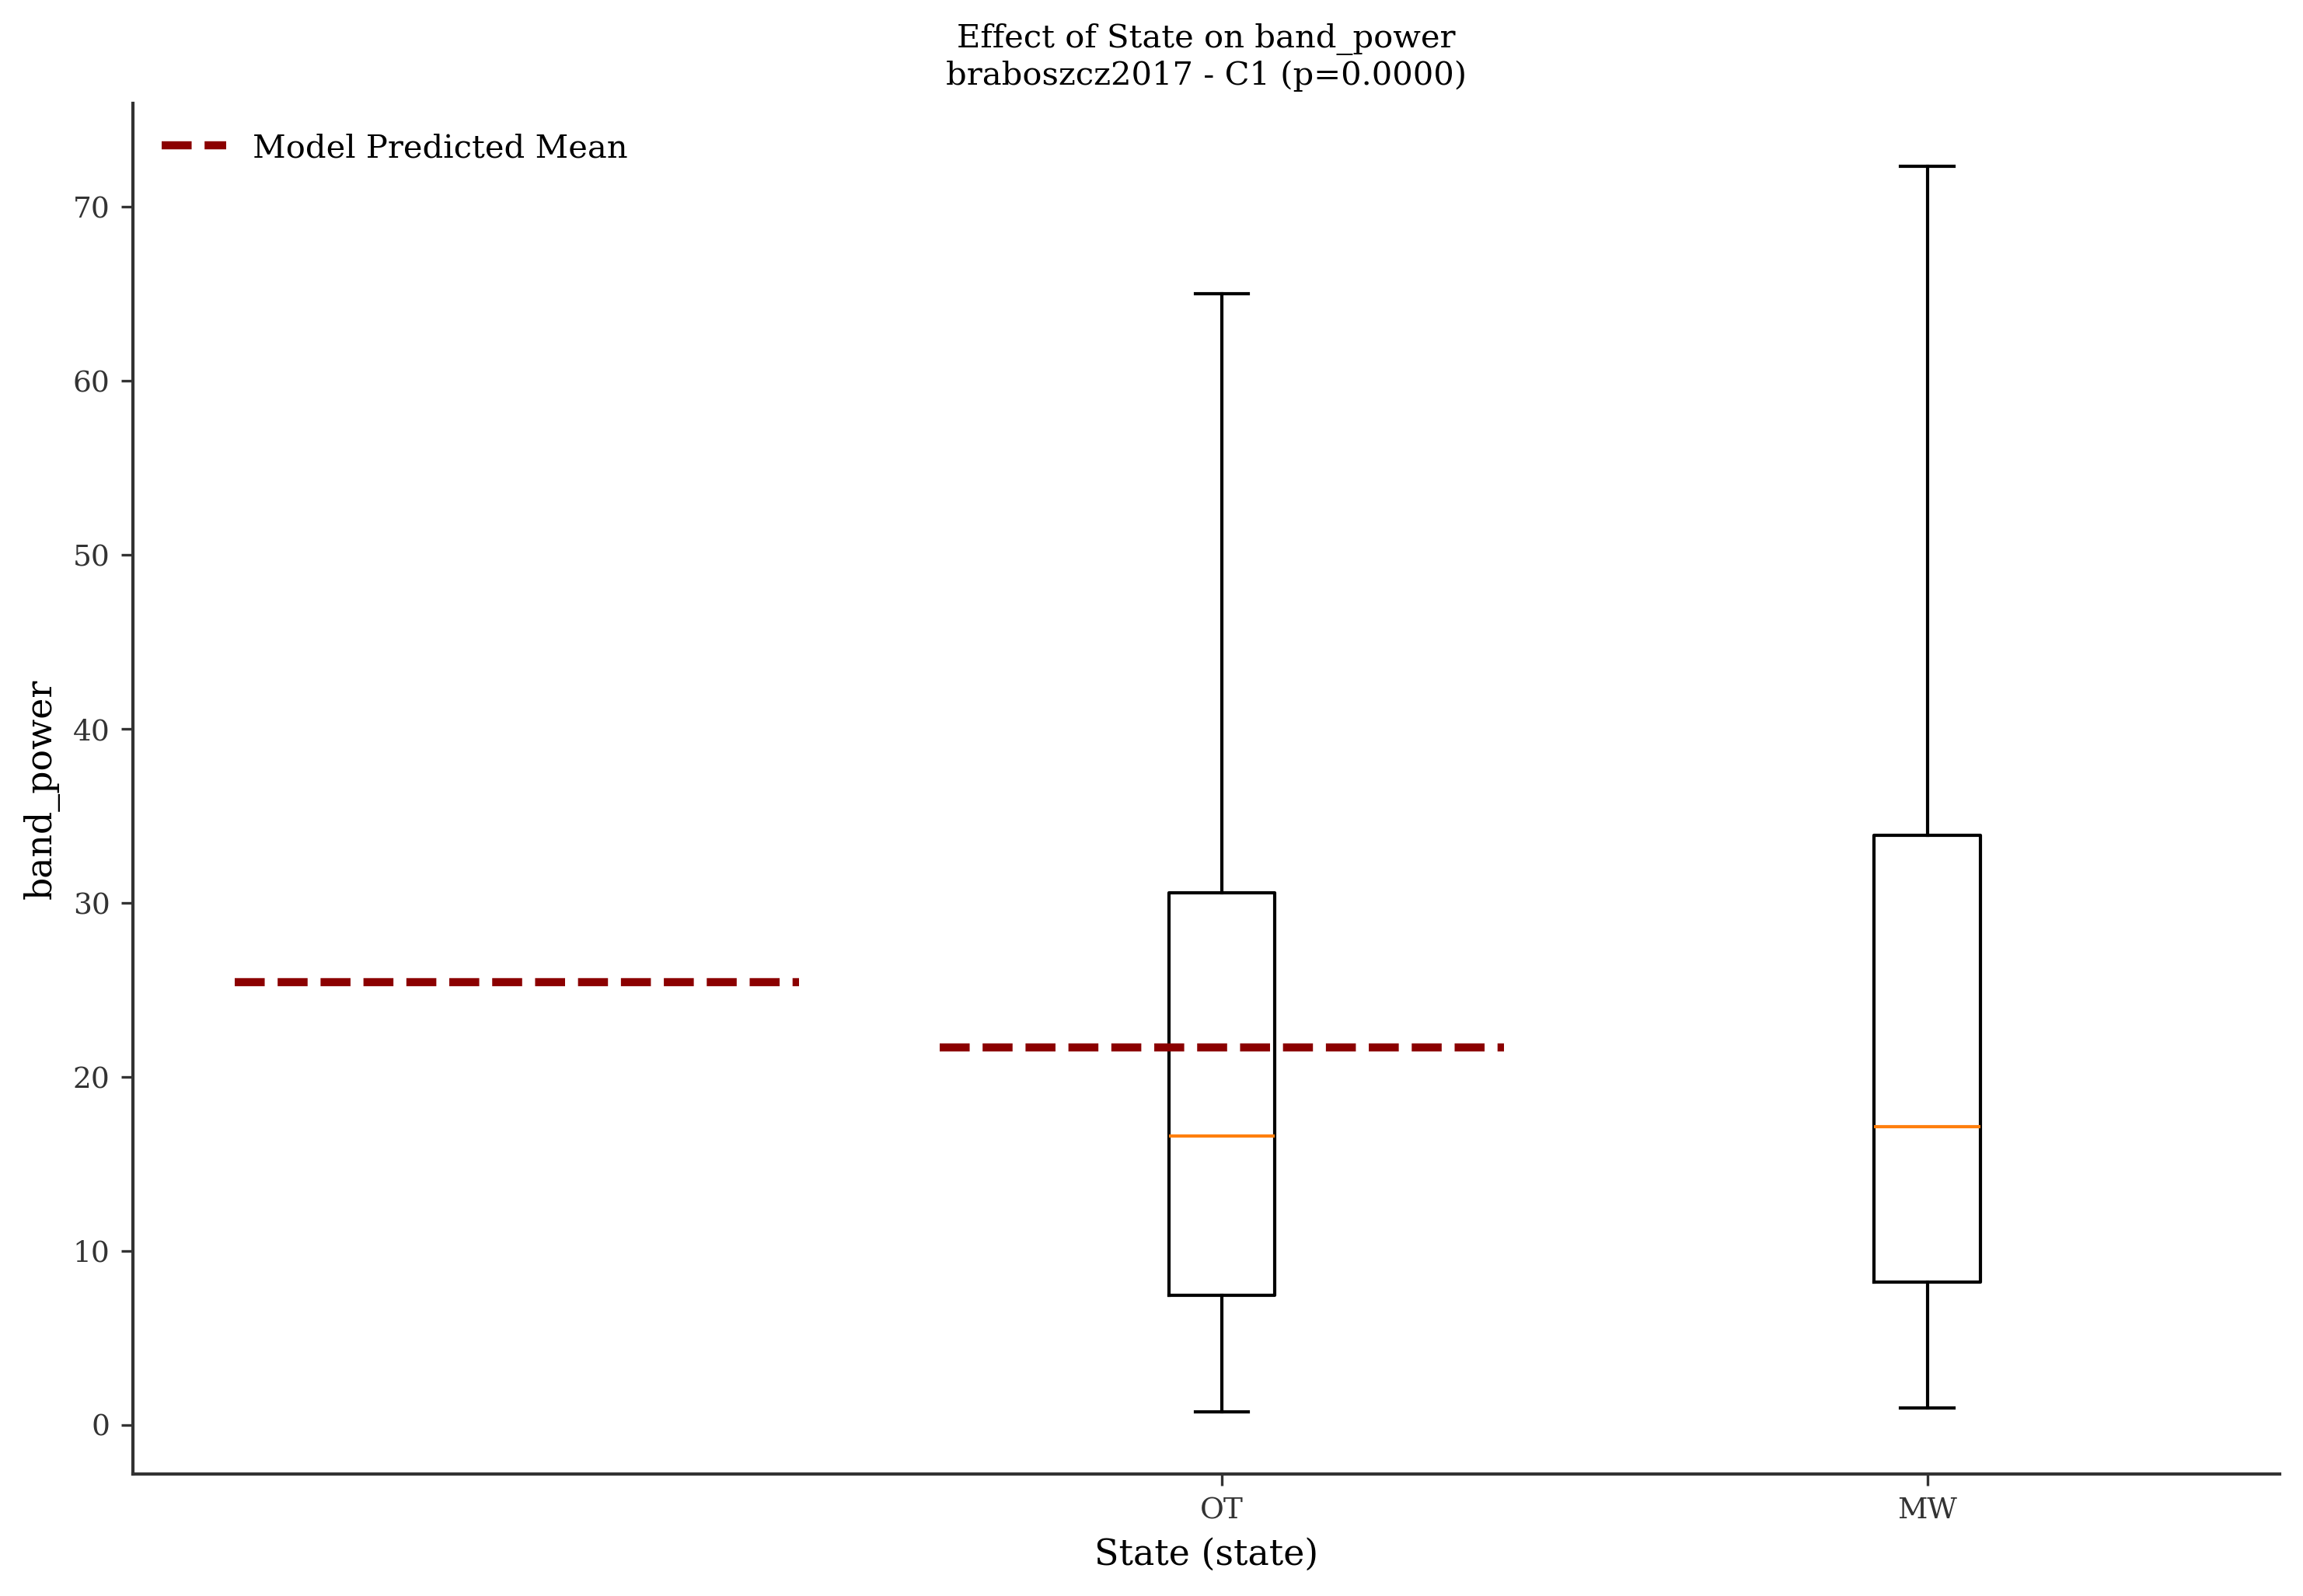 Effect of State on band_power
braboszcz2017 - C1 (p=0.0000)
Model Predicted Mean
70
60
50
40
30
20
10
0
band_power
OT
MW
State (state)